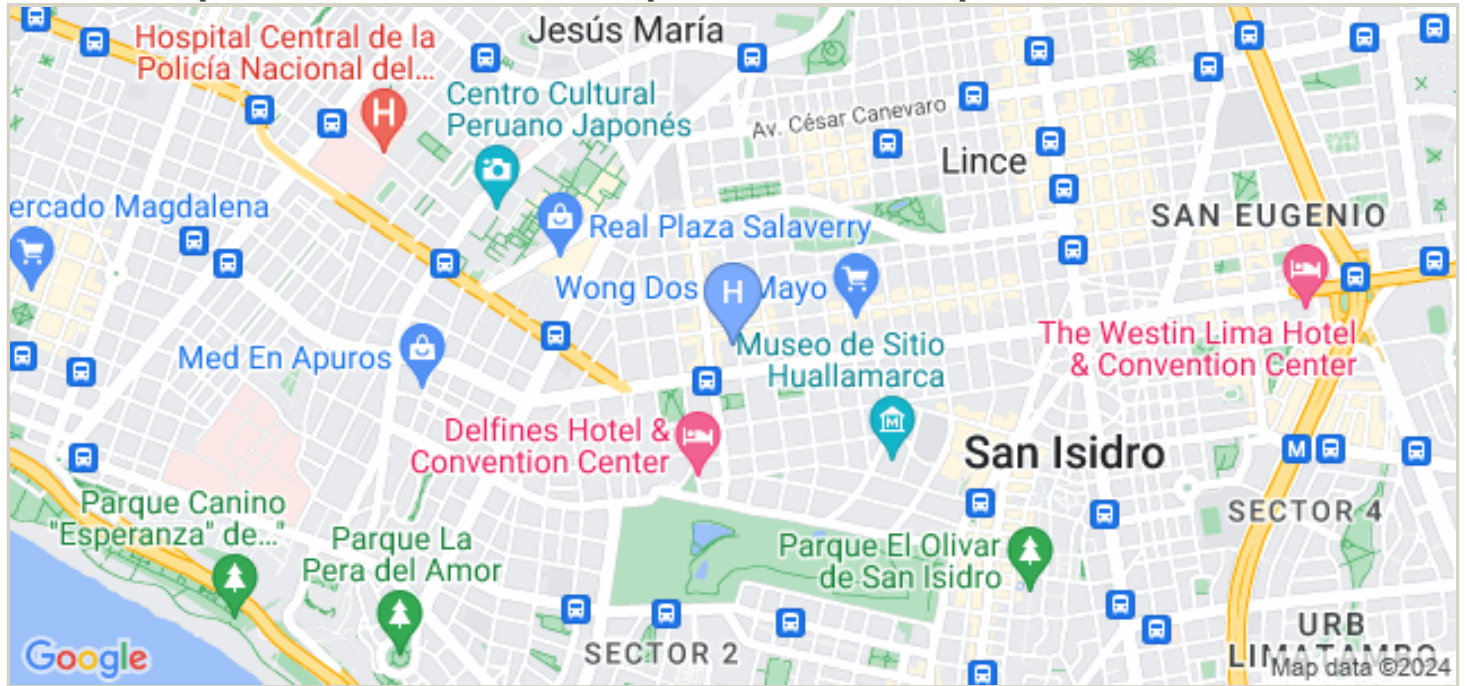 Jesús María
Hospital Central de la
Policía Nacional del...
Centro Cultural
Peruano Japonés
Av. César Canevaro
Lince
ercado Magdalena
SAN EUGENIO
Real Plaza Salaverry
Wong Dos
Mayo
H
H
The Westin Lima Hotel
& Convention Center
Med En Apuros
Museo de Sitio
Huallamarca
M
Delfines Hotel &
Convention Center
San Isidro
M
SECTOR 4
Parque Canino
"Esperanza" de..."
Parque La
Pera del Amor
Parque El Olivar
de San Isidro
SECTOR 2
URB
Google
Map data ©2024